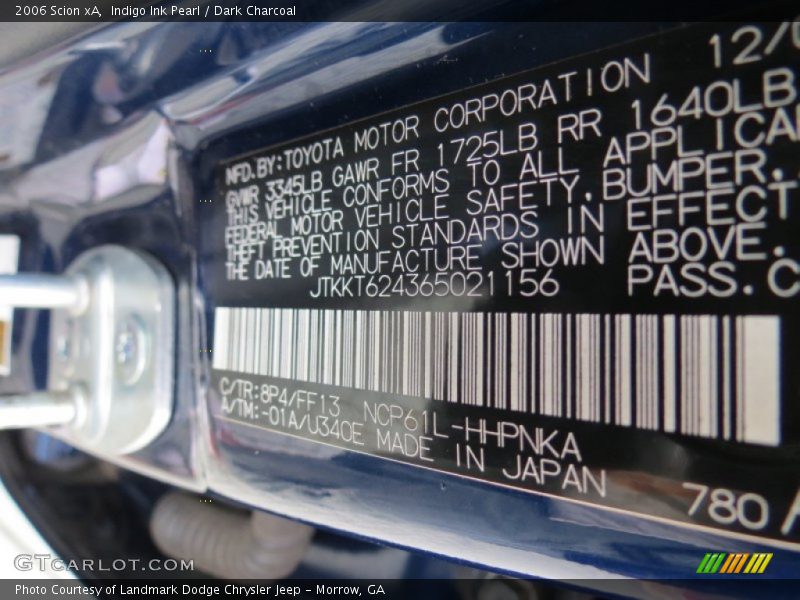 2006 Scion xA, Indigo Ink Pearl / Dark Charcoal
12/0
MFD.BY:TOYOTA MOTOR CORPORATION
GVWR 3345LB GAWR FR 1725LB RR 1640LB
THIS VEHICLE CONFORMS TO ALL APPLICA
FEDERAL MOTOR VEHICLE SAFETY,BUMPER,
THEFT PREVENTION STANDARDS IN EFFECT
THE DATE OF MANUFACTURE SHOWN ABOVE.
JTKKT624365021156 PASS.C
C/TR:8P4/FF13 NCP61L-HHPNKA
A/TM:-01A/U340E MADE IN JAPAN
780 A
GTCARLOT.COM
Photo Courtesy of Landmark Dodge Chrysler Jeep – Morrow, GA